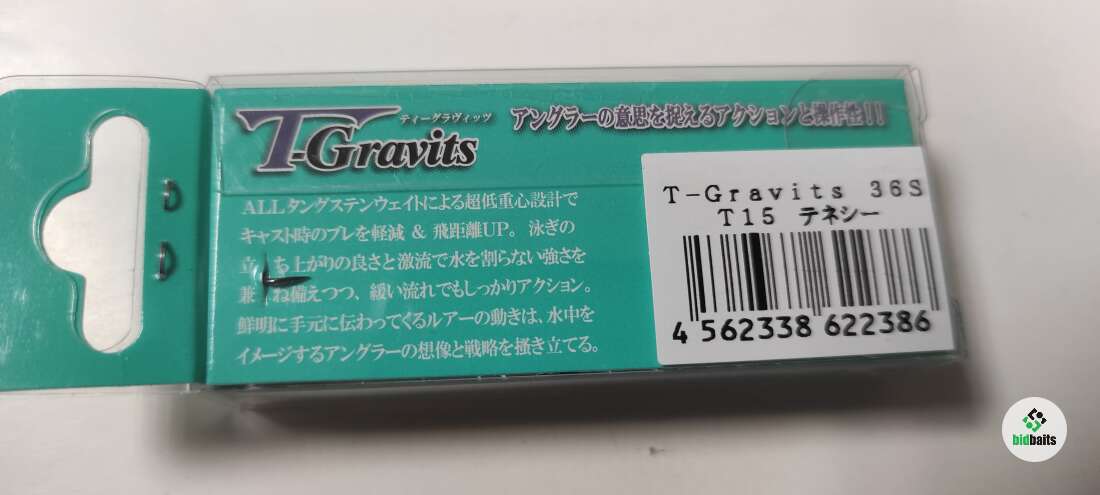 ティーグラヴィッツ
T-Gravits
アングラーの意思を捉えるアクションと操作性!!
ALLタングステンウェイトによる超低重心設計で
キャスト時のブレを軽減 & 飛距離UP。泳ぎの
立ち上がりの良さと激流で水を割らない強さを
兼ね備えつつ、緩い流れでもしっかりアクション。
鮮明に手元に伝わってくるルアーの動きは、水中を
イメージするアングラーの想像と戦略を掻き立てる。
T-Gravits 36S
T15 テネシー
4 562338 622386
bidbaits